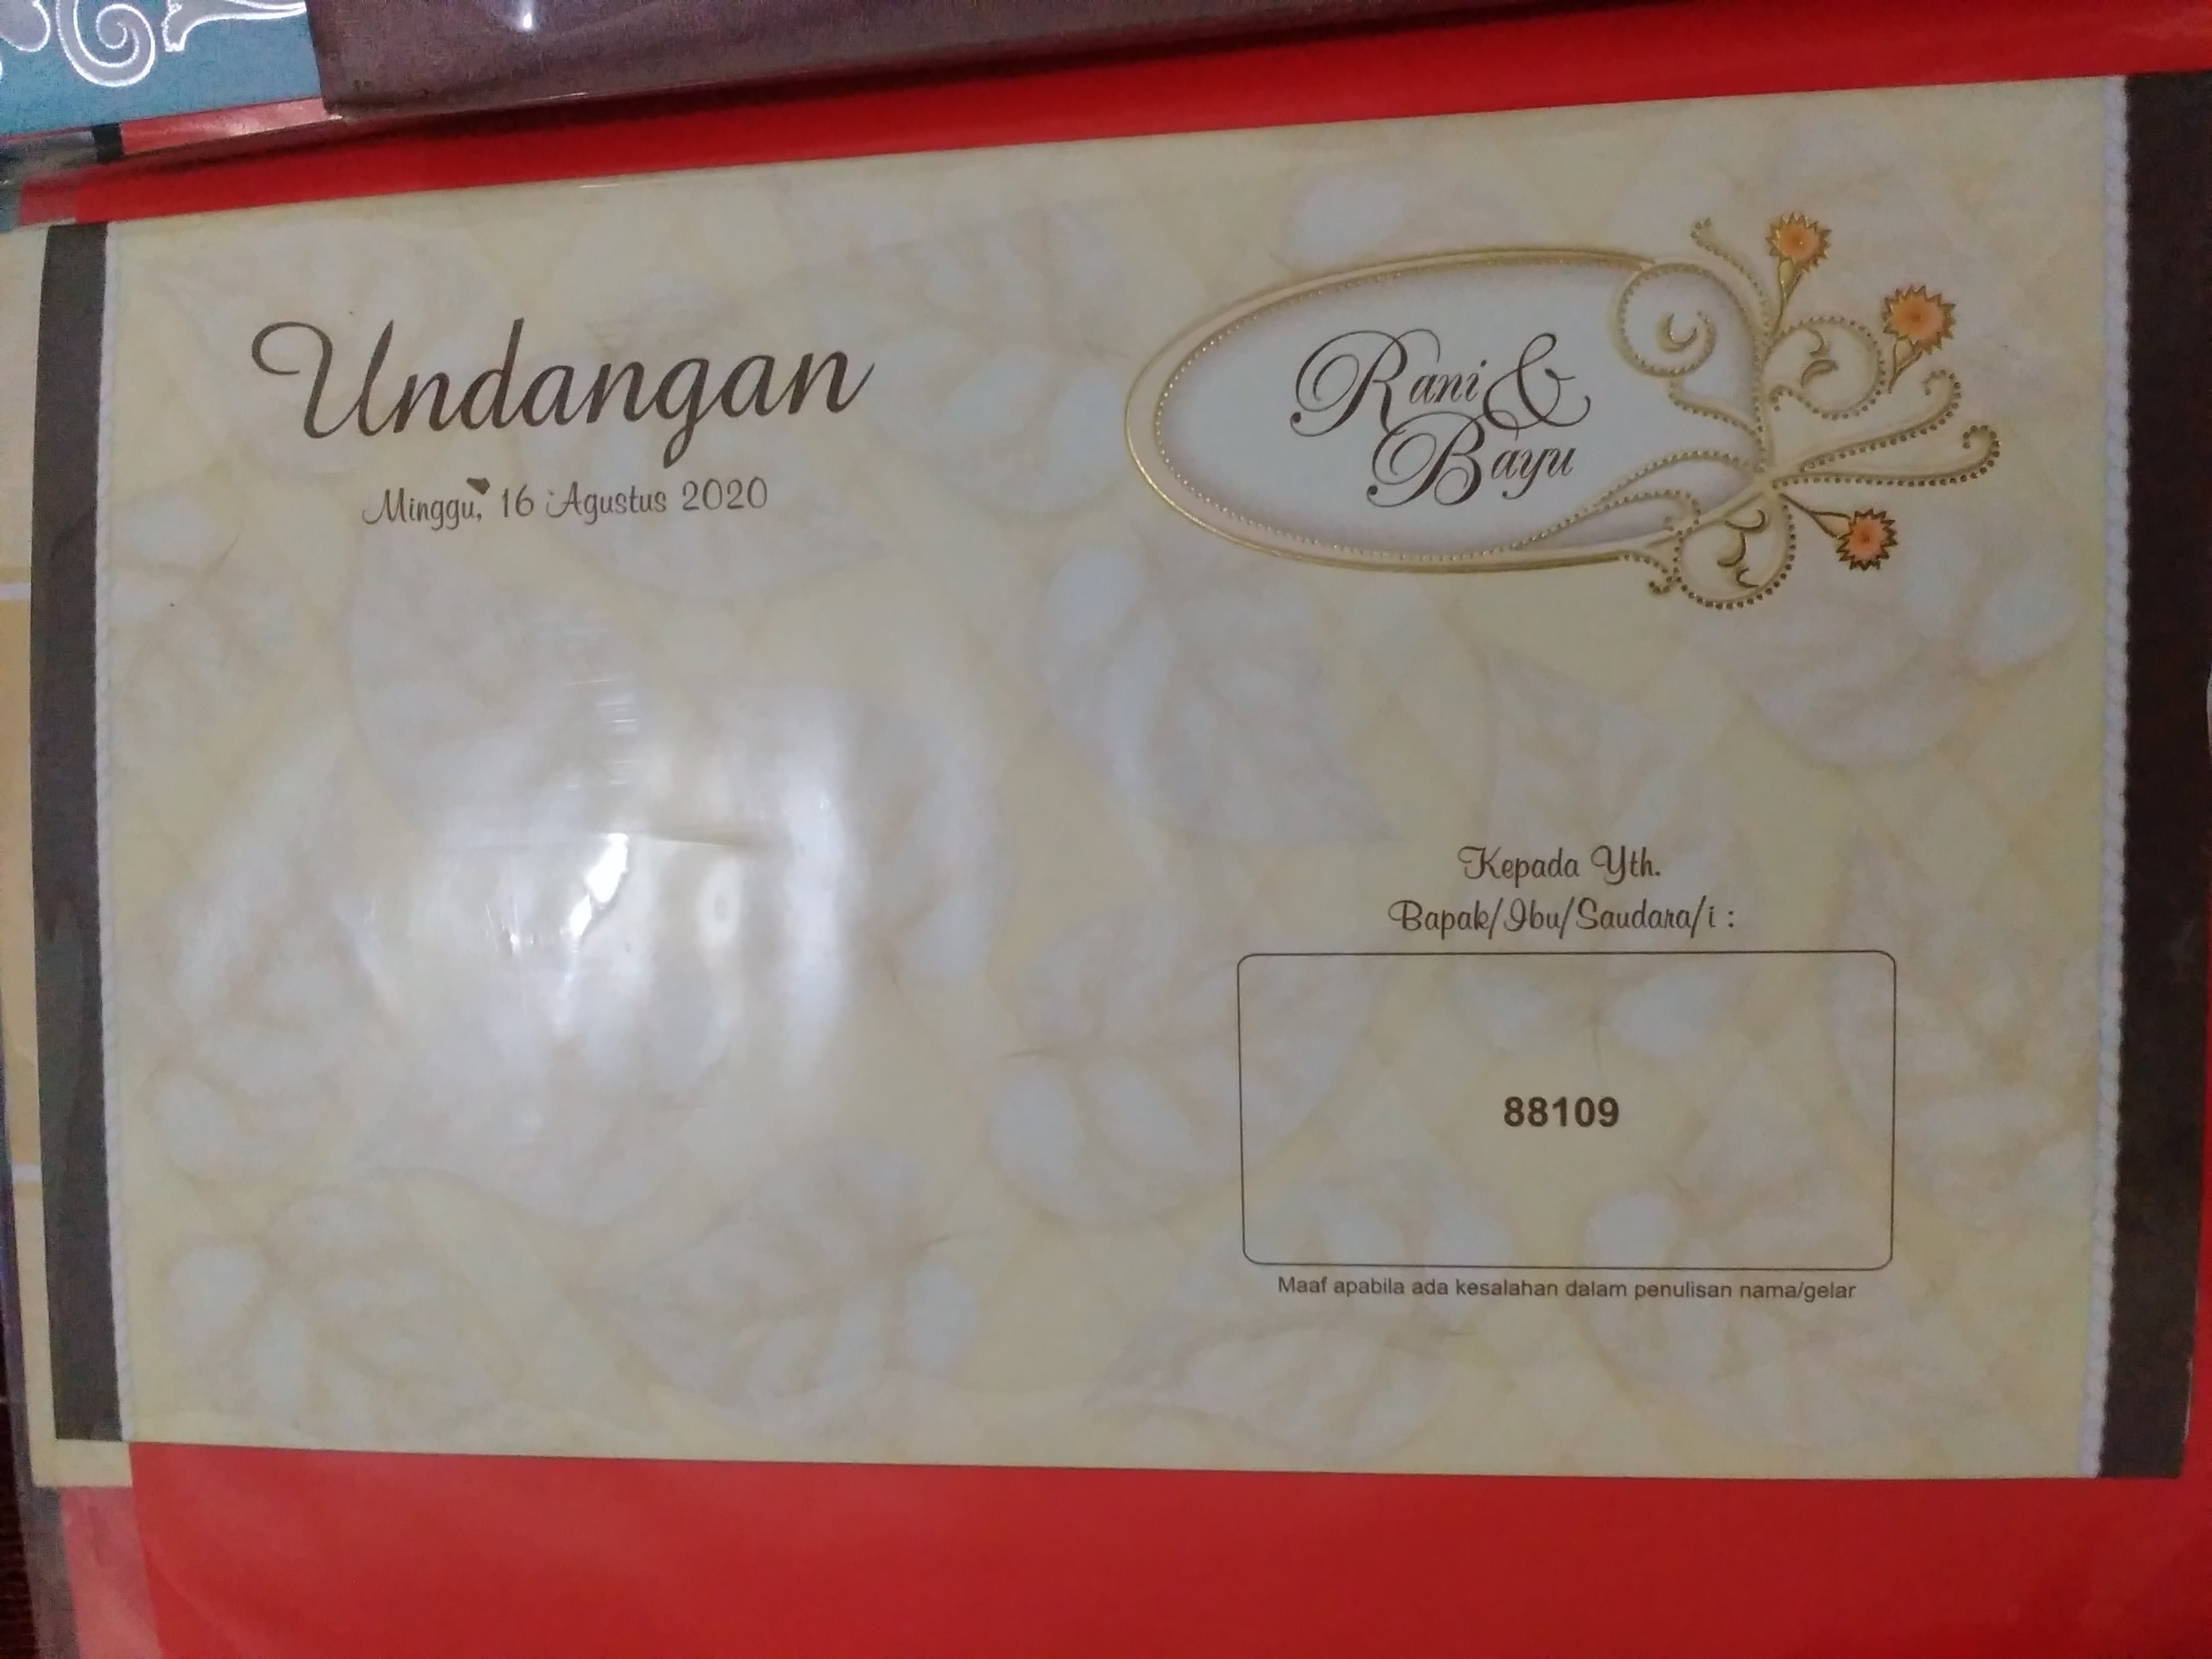 Undangan
Minggu, 16 Agustus 2020
Rani &
Bayu
Kepada Yth.
Bapak/Ibu/Saudara/i :
88109
Maaf apabila ada kesalahan dalam penulisan nama/gelar